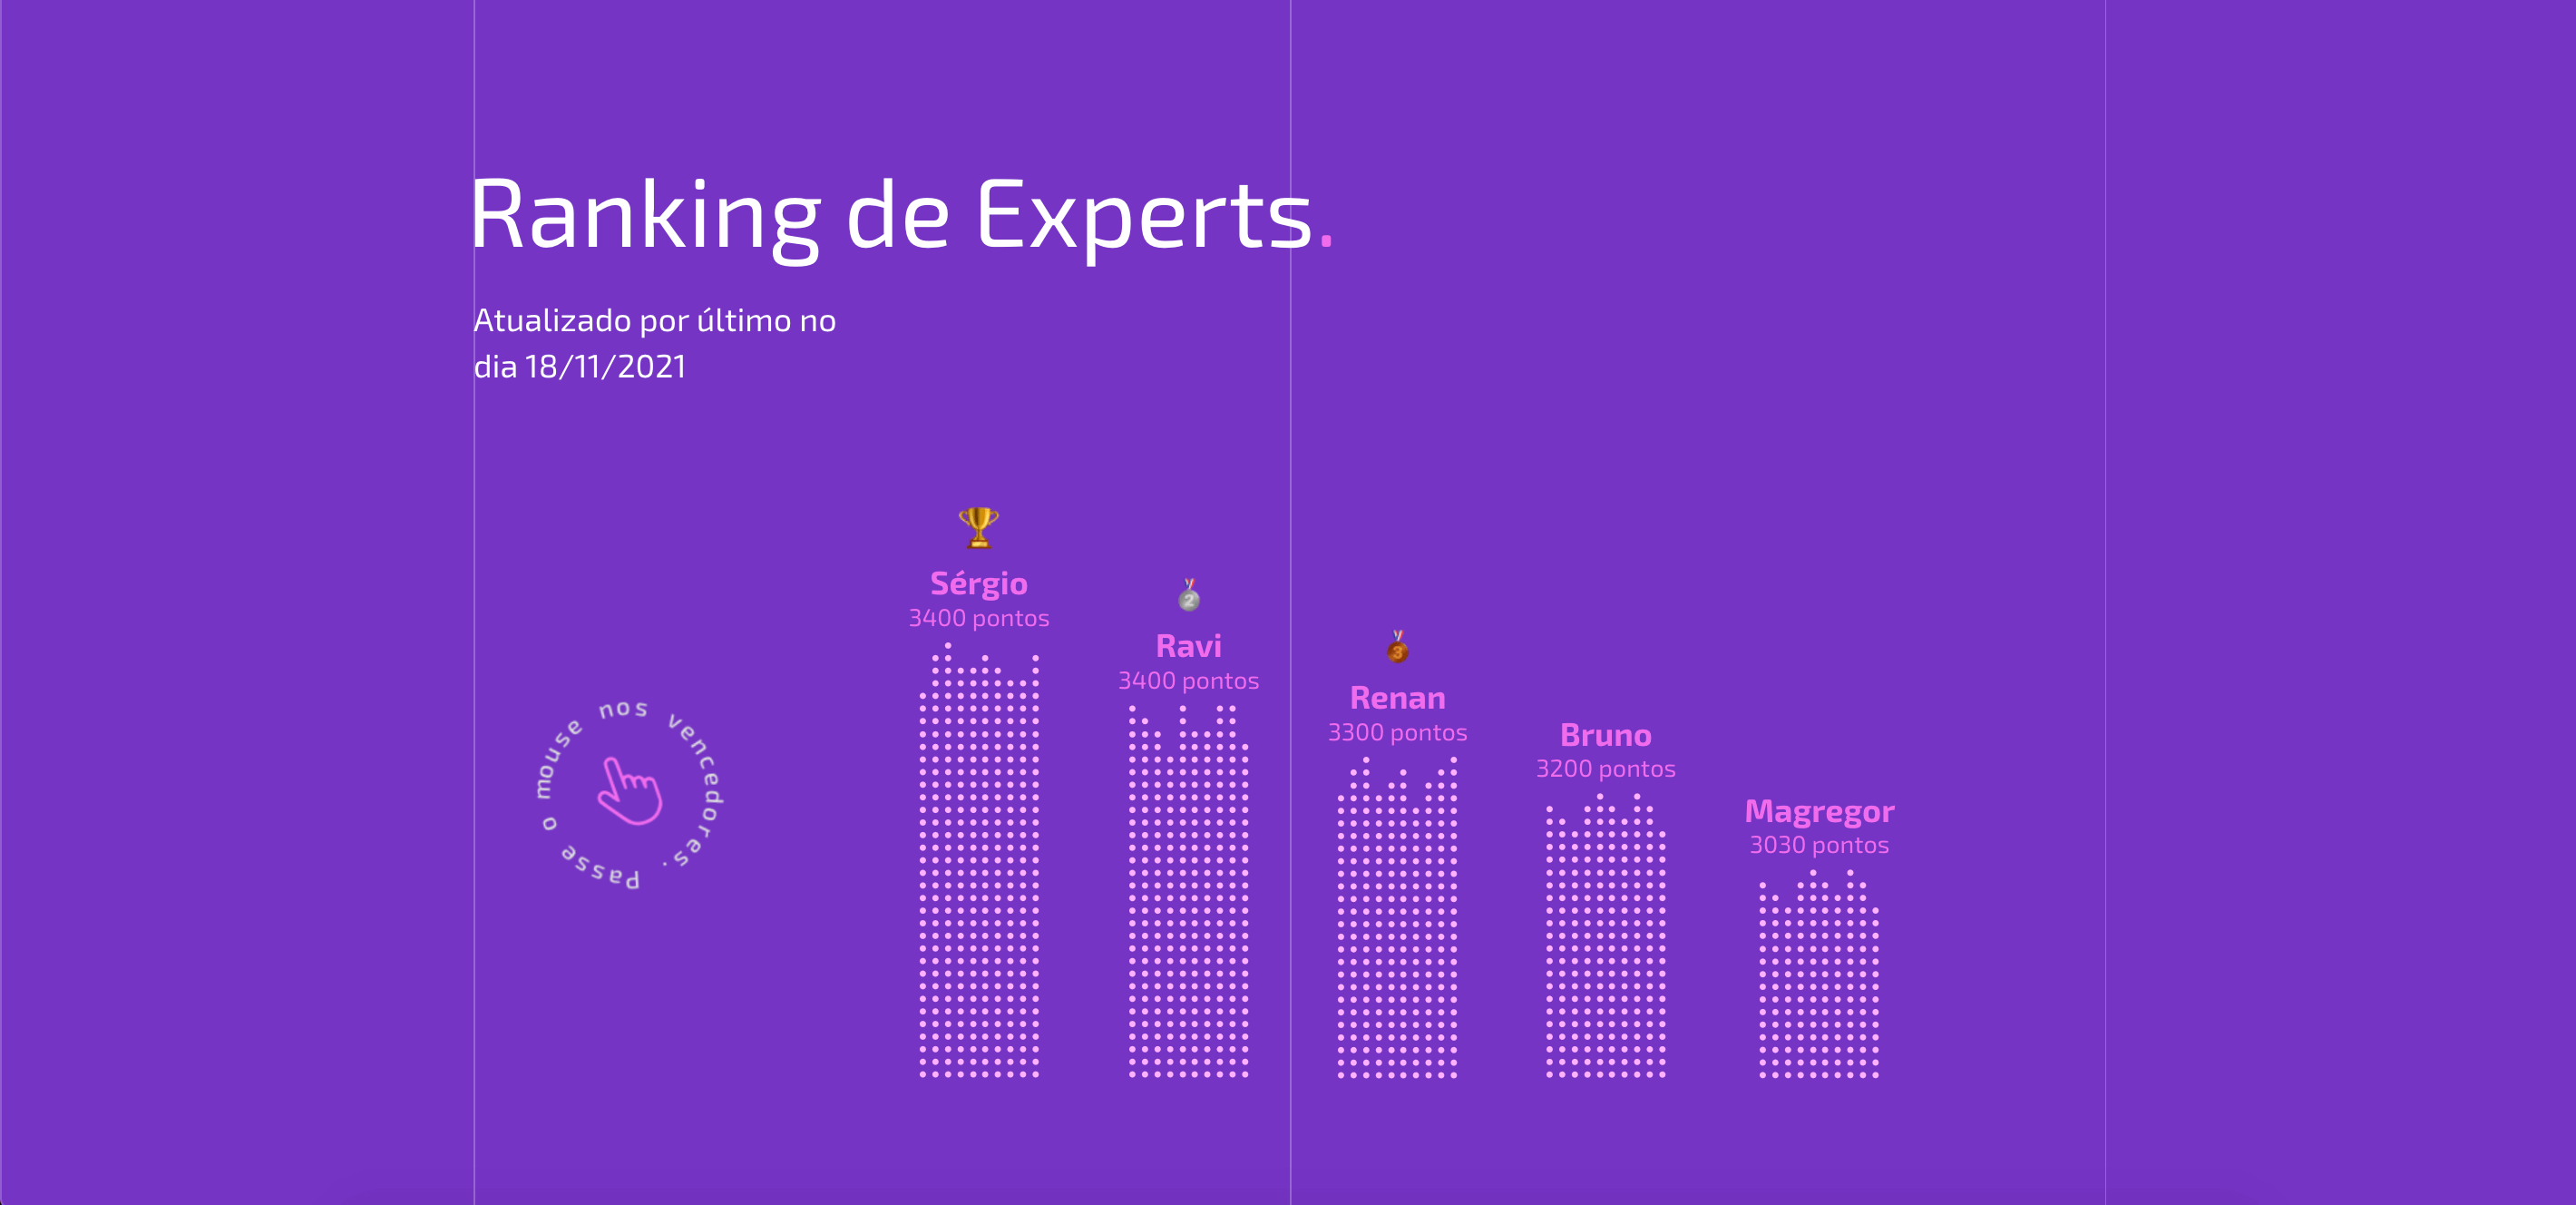 Ranking de Experts.
Atualizado por último no
dia 18/11/2021
Sérgio
3400 pontos
2
Ravi
3400 pontos
3
Renan
3300 pontos
Bruno
3200 pontos
Magregor
3030 pontos
Passe o mouse nos vencedores.